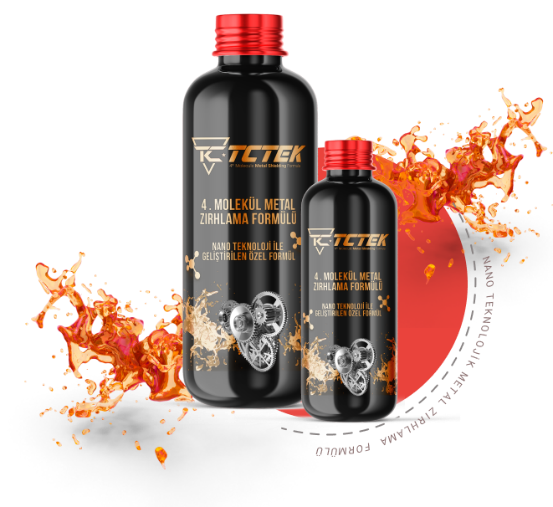 TCTEK
4. MOLEKÜL METAL
ZIRHLAMA FORMÜLÜ
NANO TEKNOLOJİ İLE
GELİŞTİRİLEN ÖZEL FORMÜL
TCTEK
4. MOLEKÜL METAL
ZIRHLAMA FORMÜLÜ
NANO TEKNOLOJİ İLE
GELİŞTİRİLEN ÖZEL FORMÜL
NANO TEKNOLOJIK METAL ZIRHLAMA FORMÜLÜ